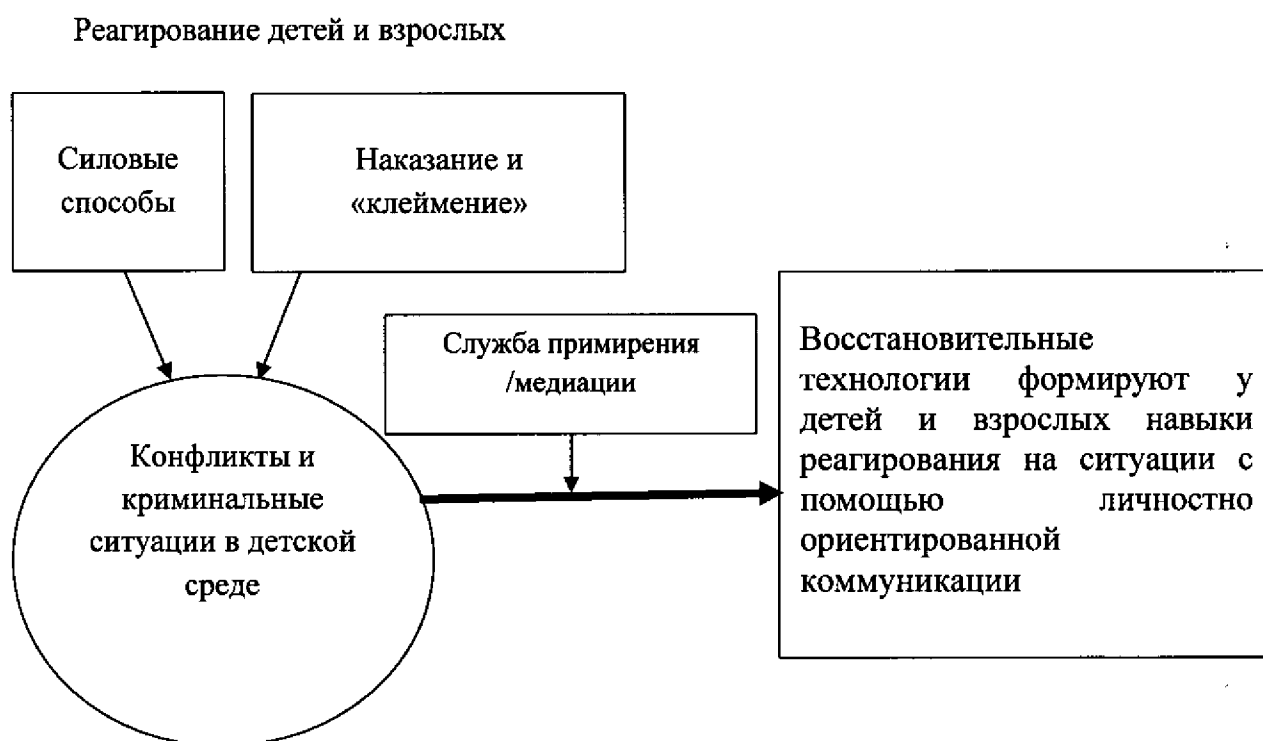 Реагирование детей и взрослых
Силовые
способы
Наказание и
«клеймение»
Служба примирения
/медиации
Конфликты и
криминальные
ситуации в детской
среде
Восстановительные
технологии формируют у
детей и взрослых навыки
реагирования на ситуации с
помощью личностно
ориентированной
коммуникации